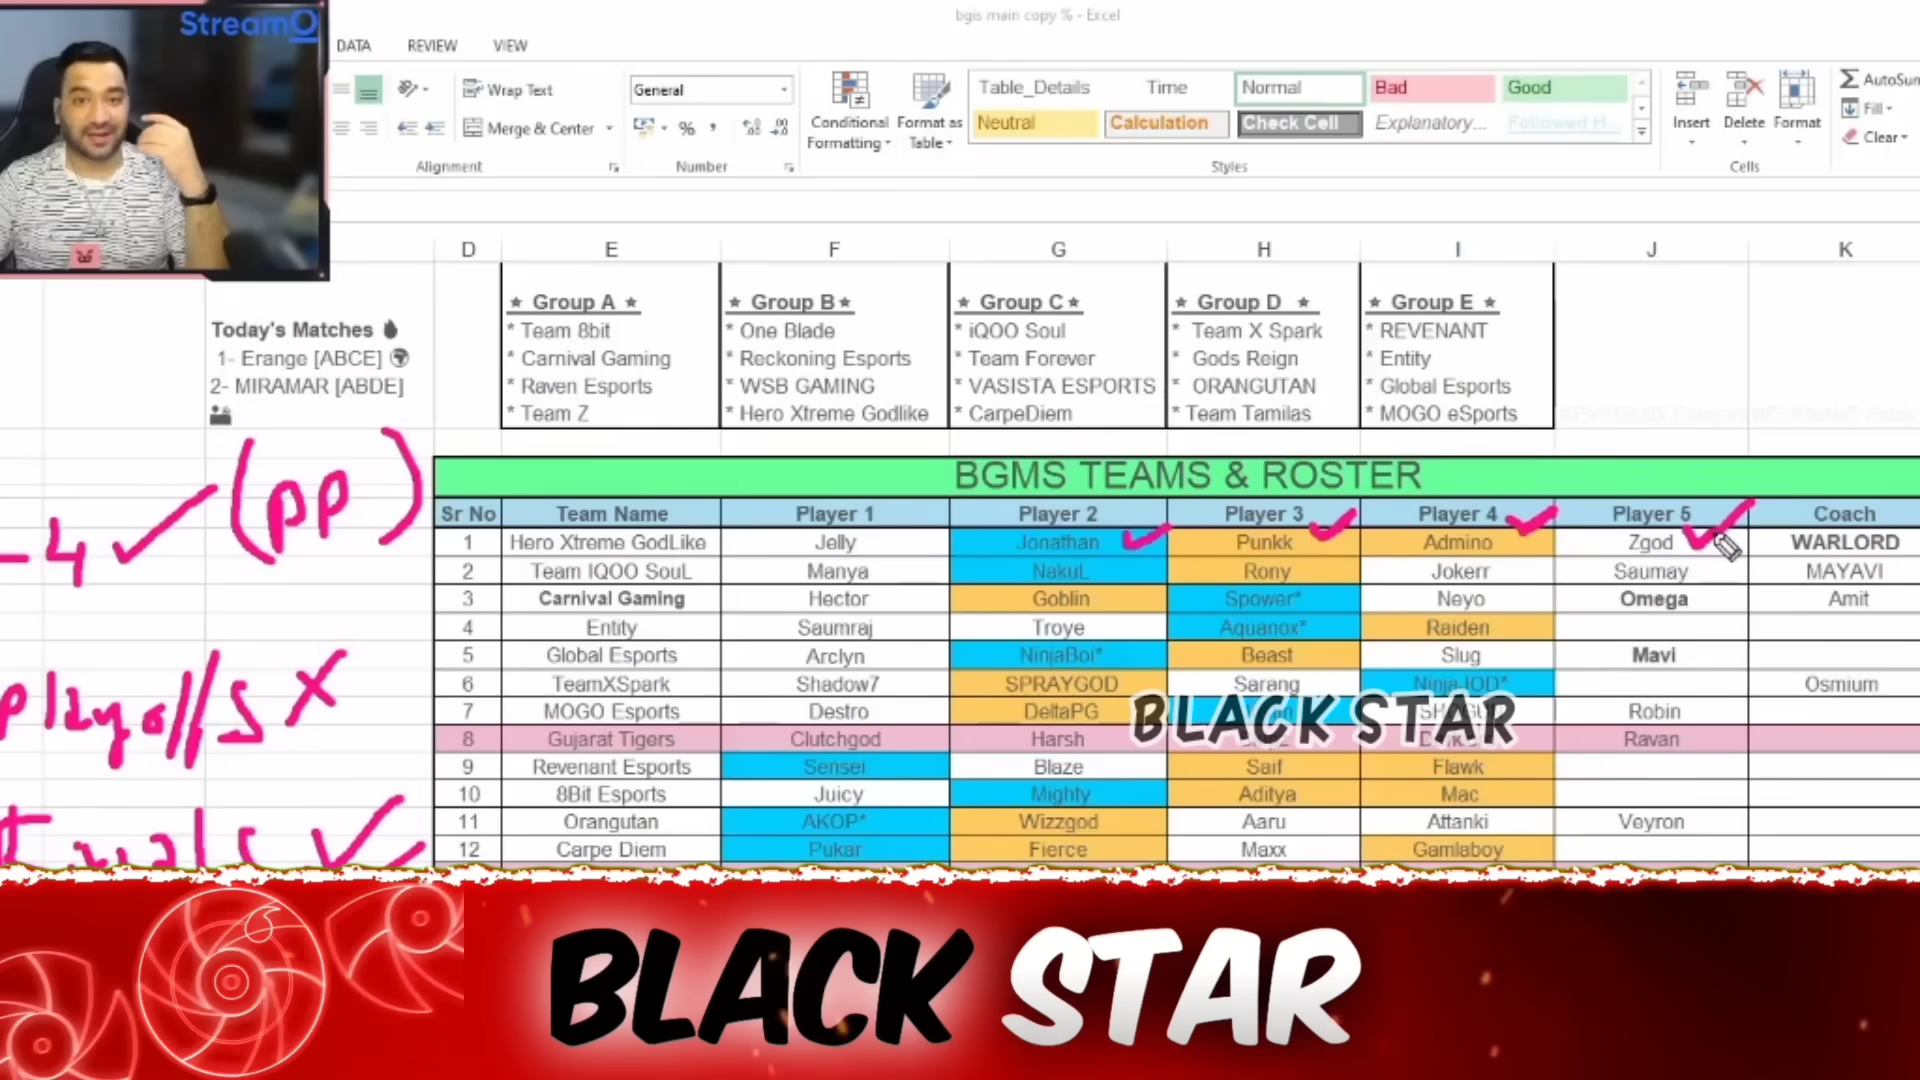 StreamO
bgis main copy % - Excel
DATA REVIEW VIEW
Wrap Text
Merge & Center
Alignment
General
%
Number
Conditional Formatting
Format as Table
Table_Details Time Normal Bad Good
Neutral Calculation Check Cell Explanatory... Followed H...
Styles
Insert Delete Format
Cells
AutoSum
Fill
Clear
D E F G H I J K
Today's Matches
1- Erange [ABCE]
2- MIRAMAR [ABDE]
★ Group A ★
* Team 8bit
* Carnival Gaming
* Raven Esports
* Team Z
★ Group B★
* One Blade
* Reckoning Esports
* WSB GAMING
* Hero Xtreme Godlike
★ Group C★
* iQOO Soul
* Team Forever
* VASISTA ESPORTS
* CarpeDiem
★ Group D ★
* Team X Spark
* Gods Reign
* ORANGUTAN
* Team Tamilas
★ Group E ★
* REVENANT
* Entity
* Global Esports
* MOGO eSports
-4 ✓ (PP)
playoffs X
BGMS TEAMS & ROSTER
Sr No Team Name Player 1 Player 2 Player 3 Player 4 Player 5 Coach
1 Hero Xtreme GodLike Jelly Jonathan Punkk Admino Zgod WARLORD
2 Team IQOO SouL Manya NakuL Rony Jokerr Saumay MAYAVI
3 Carnival Gaming Hector Goblin Spower* Neyo Omega Amit
4 Entity Saumraj Troye Aquanox* Raiden
5 Global Esports Arclyn NinjaBoi* Beast Slug Mavi
6 TeamXSpark Shadow7 SPRAYGOD Sarang NinjaJOD* Osmium
7 MOGO Esports Destro DeltaPG Robin
8 Gujarat Tigers Clutchgod Harsh Ravan
9 Revenant Esports Sensei Blaze Saif Flawk
10 8Bit Esports Juicy Mighty Aditya Mac
11 Orangutan AKOP* Wizzgod Aaru Attanki Veyron
12 Carpe Diem Pukar Fierce Maxx Gamlaboy
BLACK STAR
BLACK STAR